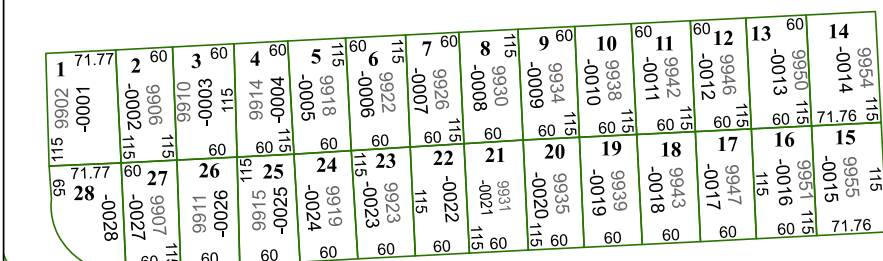 1 71.77 115 9902 -0001
2 60 -0002 9906 115 115
3 9910 -0003 115 60
4 60 9914 -0004 60 115
5 115 -0005 9918 60
6 60 115 -0006 9922 60
7 60 -0007 9926 60 115
8 115 -0008 9930 60
9 60 -0009 9934 60 115
10 -0010 9938 60 115
11 60 -0011 9942 60 115
12 60 -0012 9946 60 115
13 60 -0013 9950 60 115
14 -0014 9954 115 71.76
28 71.77 65 -0028
27 60 -0027 9907 60
26 9911 -0026 60
25 115 9915 -0025 60
24 -0024 9919 60
23 115 -0023 9923 60
22 115 -0022 60
21 -0021 9931 115 60
20 -0020 9935 115 60
19 -0019 9939 60
18 -0018 9943 60
17 -0017 9947 60
16 115 -0016 9951 60 115
15 -0015 9955 115 71.76